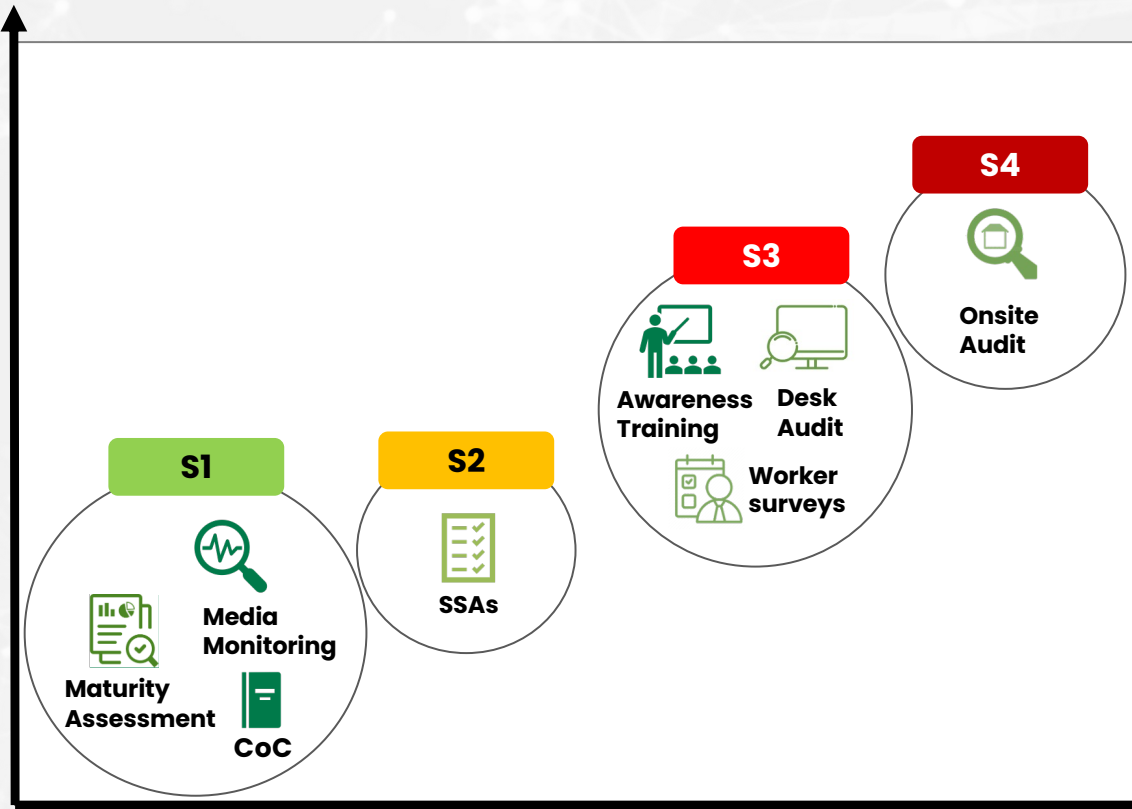 S4
Onsite
Audit
S3
Awareness
Training
Desk
Audit
Worker
surveys
S2
SSAs
S1
Media
Monitoring
Maturity
Assessment
CoC